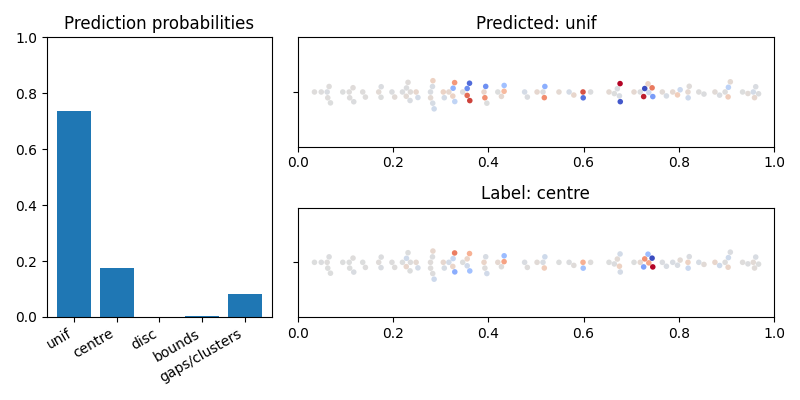 Prediction probabilities
1.0
0.8
0.6
0.4
0.2
0.0
unif
centre
disc
bounds
gaps/clusters
Predicted: unif
0.0 0.2 0.4 0.6 0.8 1.0
Label: centre
0.0 0.2 0.4 0.6 0.8 1.0